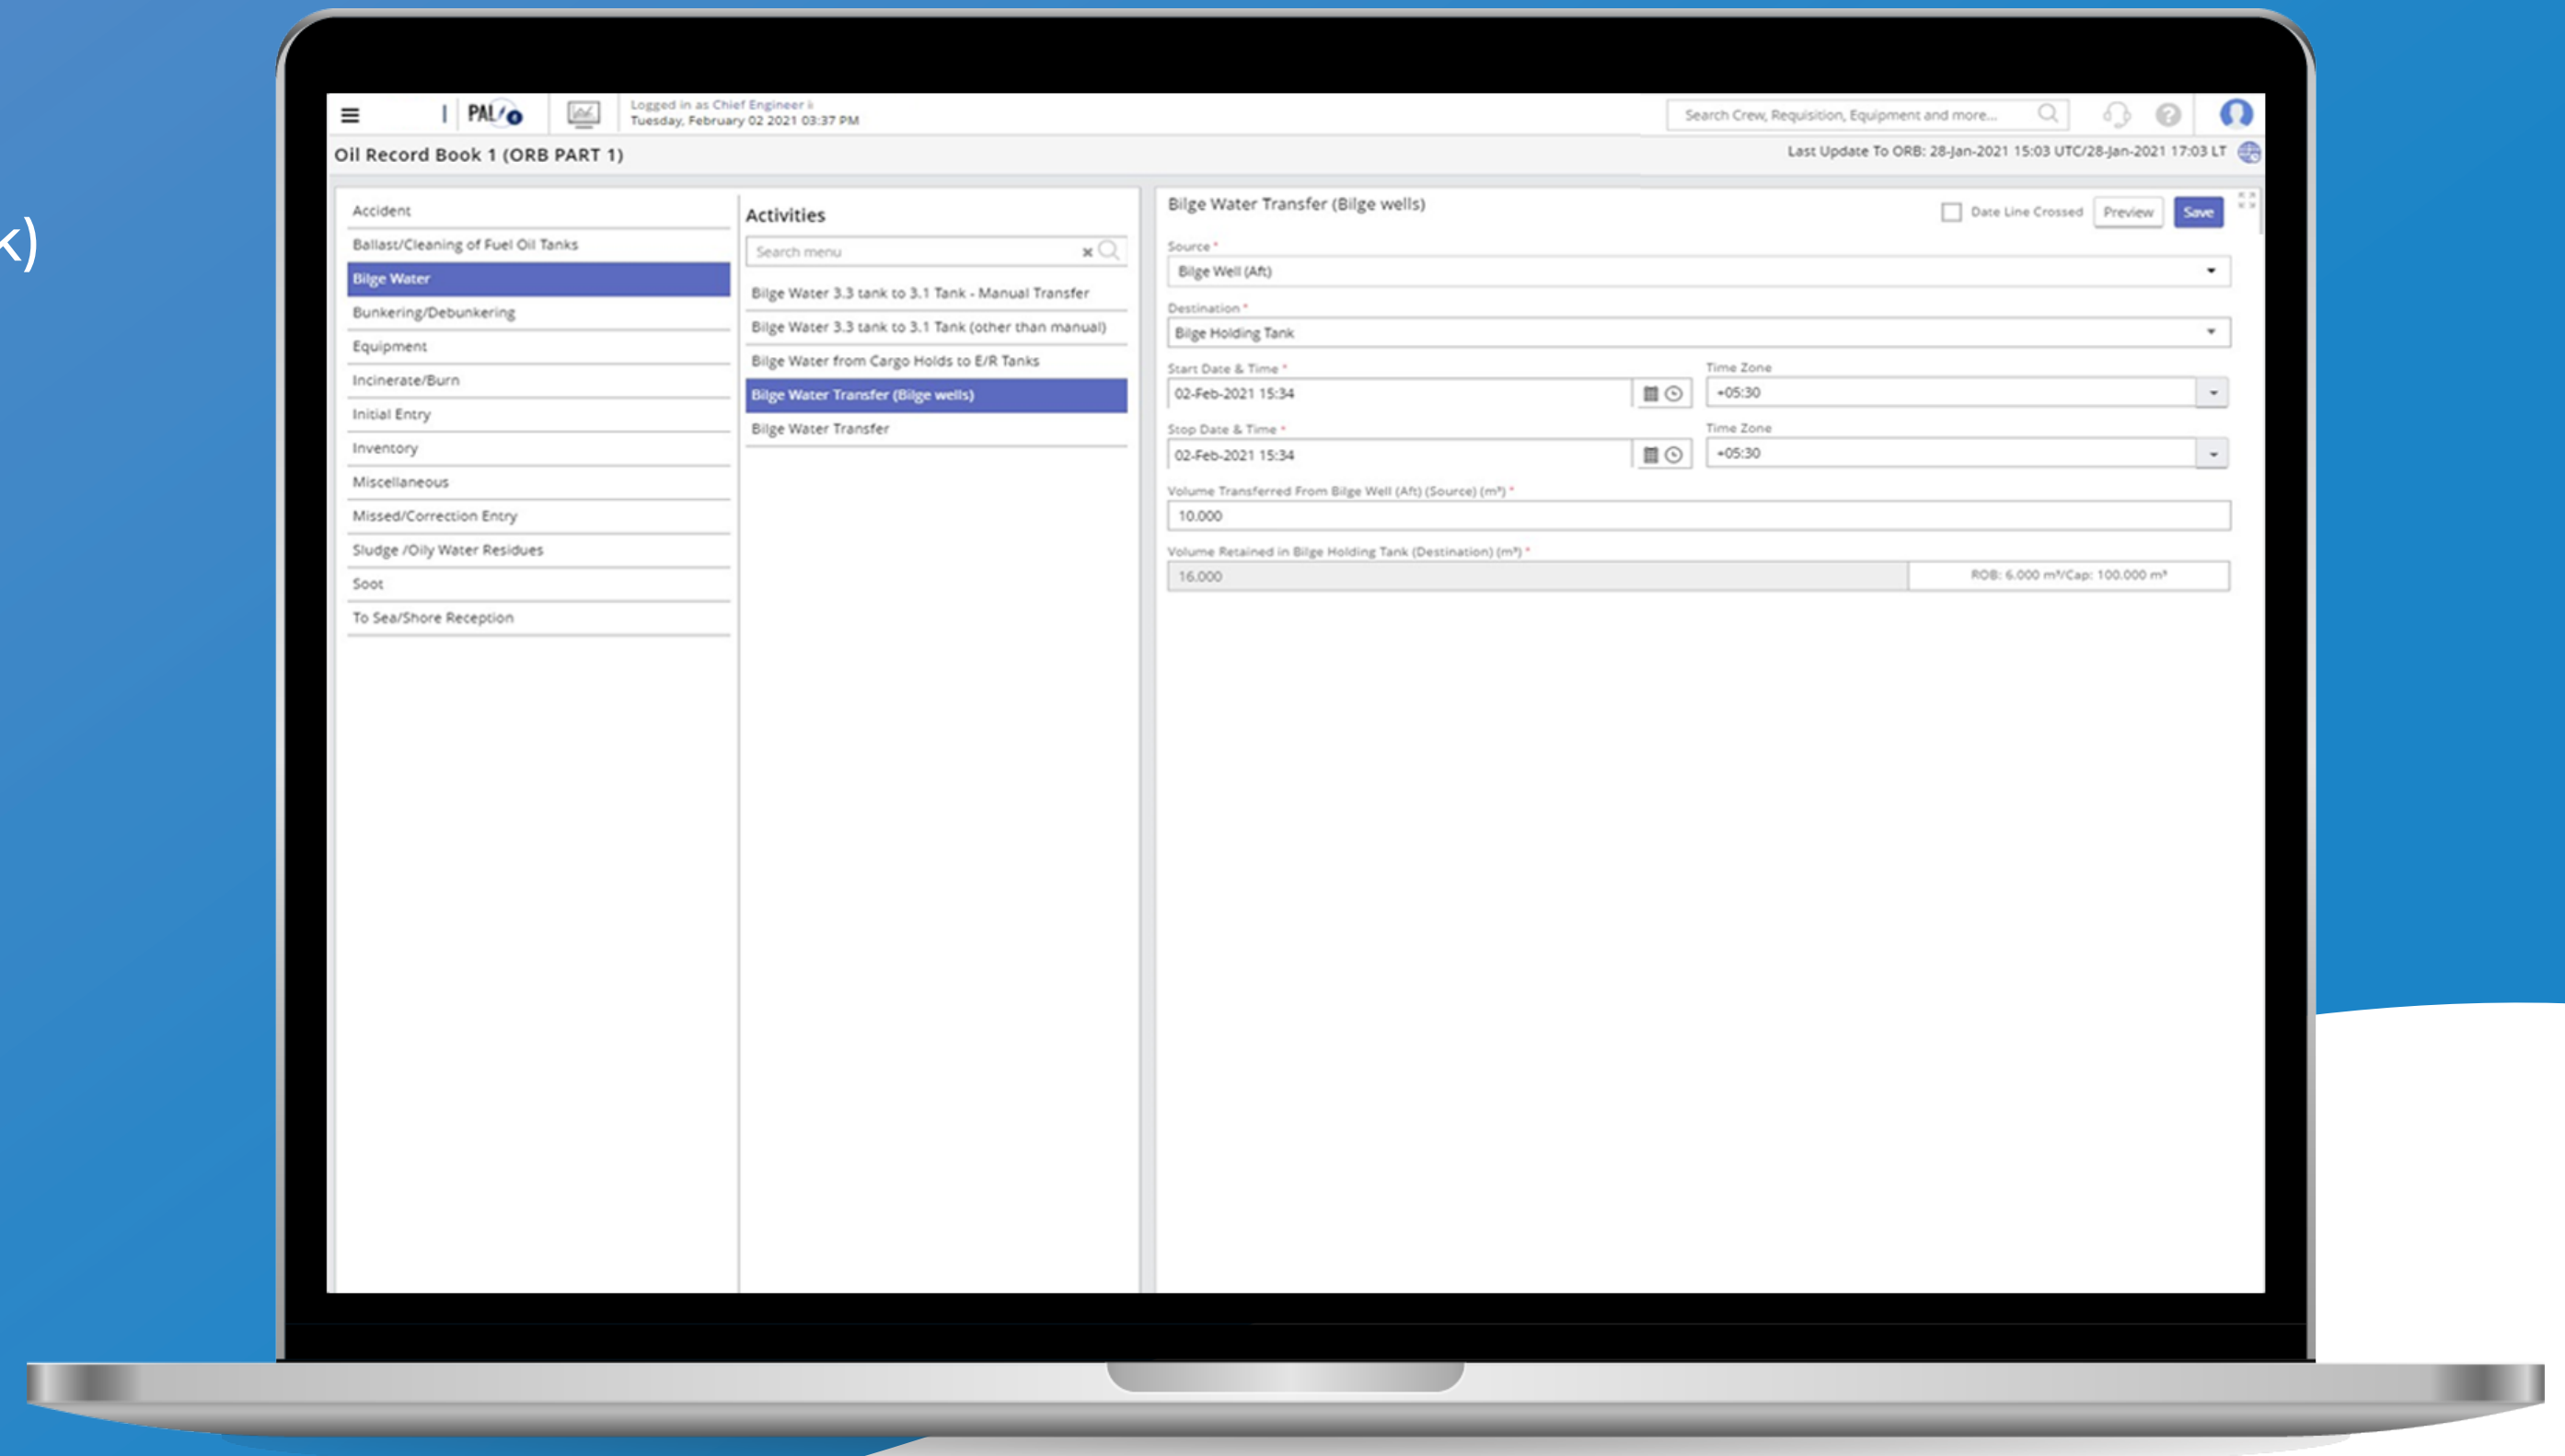 k)
PAL
Logged in as Chief Engineer
Tuesday, February 02 2021 03:37 PM
Search Crew, Requisition, Equipment and more...
?
Oil Record Book 1 (ORB PART 1)
Last Update To ORB: 28-Jan-2021 15:03 UTC/28-Jan-2021 17:03 LT
Accident
Ballast/Cleaning of Fuel Oil Tanks
Bilge Water
Bunkering/Debunkering
Equipment
Incinerate/Burn
Initial Entry
Inventory
Miscellaneous
Missed/Correction Entry
Sludge /Oily Water Residues
Soot
To Sea/Shore Reception
Activities
Search menu
Bilge Water 3.3 tank to 3.1 Tank - Manual Transfer
Bilge Water 3.3 tank to 3.1 Tank (other than manual)
Bilge Water from Cargo Holds to E/R Tanks
Bilge Water Transfer (Bilge wells)
Bilge Water Transfer
Bilge Water Transfer (Bilge wells)
Date Line Crossed
Preview
Save
Source *
Bilge Well (Aft)
Destination *
Bilge Holding Tank
Start Date & Time *
Time Zone
02-Feb-2021 15:34
+05:30
Stop Date & Time *
Time Zone
02-Feb-2021 15:34
+05:30
Volume Transferred From Bilge Well (Aft) (Source) (m³) *
10.000
Volume Retained in Bilge Holding Tank (Destination) (m³) *
16.000
ROB: 6.000 m³/Cap: 100.000 m³